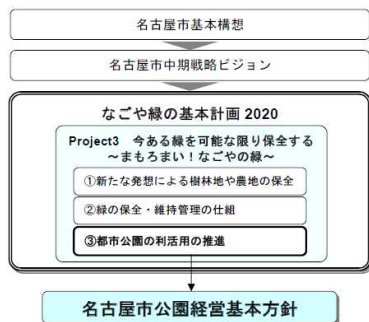 名古屋市基本構想
名古屋市中期戦略ビジョン
なごや緑の基本計画 2020
Project3 今ある緑を可能な限り保全する
～まもろまい！なごやの緑～
①新たな発想による樹林地や農地の保全
②緑の保全・維持管理の仕組
③都市公園の利活用の推進
名古屋市公園経営基本方針